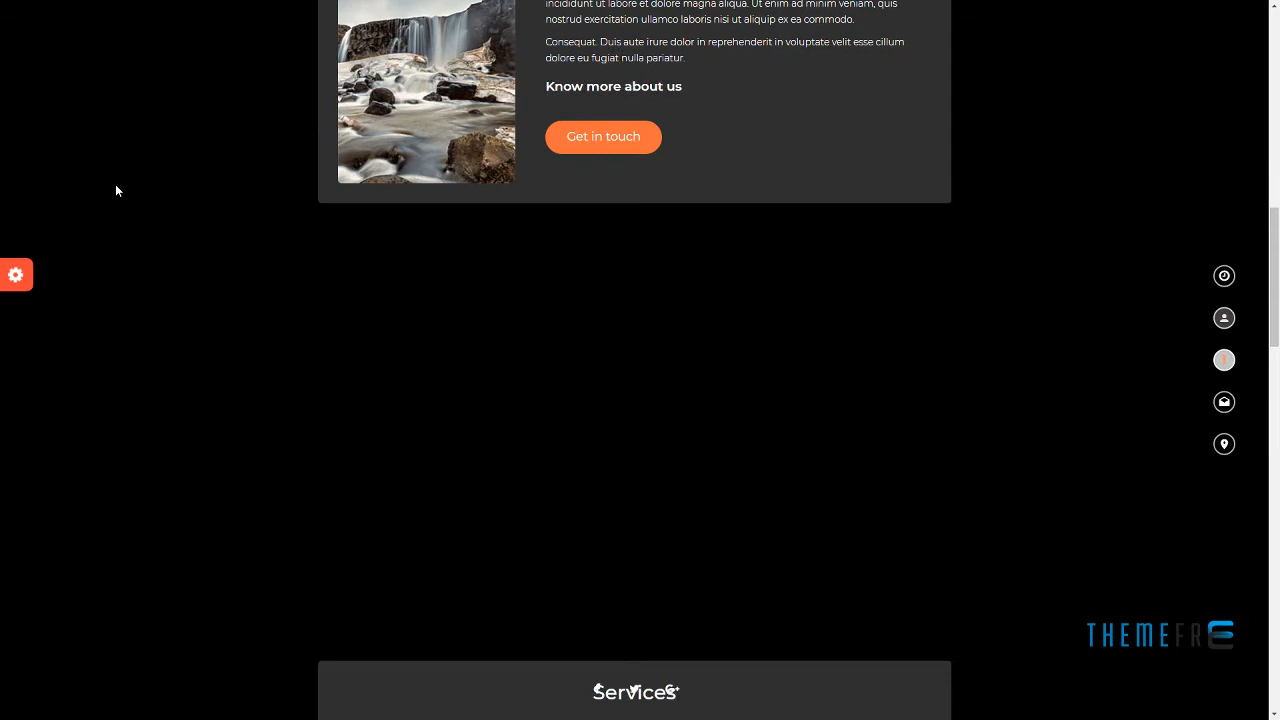 incididunt ut labore et dolore magna aliqua. Ut enim ad minim veniam, quis
nostrud exercitation ullamco laboris nisi ut aliquip ex ea commodo.
Consequat. Duis aute irure dolor in reprehenderit in voluptate velit esse cillum
dolore eu fugiat nulla pariatur.
Know more about us
Get in touch
THEMEFRE
Services